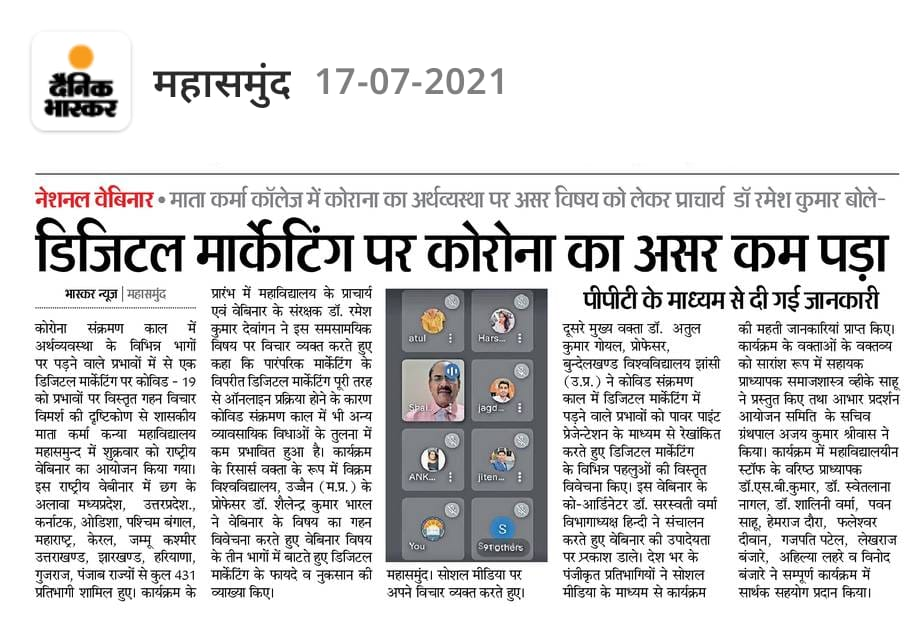 दैनिक
भास्कर
महासमुंद 17-07-2021
नेशनल वेबिनार • माता कर्मा कॉलेज में कोराना का अर्थव्यस्था पर असर विषय को लेकर प्राचार्य डॉ रमेश कुमार बोले-
डिजिटल मार्केटिंग पर कोरोना का असर कम पड़ा
भास्कर न्यूज | महासमुंद
कोरोना संक्रमण काल में
अर्थव्यवस्था के विभिन्न भागों
पर पड़ने वाले प्रभावों में से एक
डिजिटल मार्केटिंग पर कोविड - 19
को प्रभावों पर विस्तृत गहन विचार
विमर्श की दृष्टिकोण से शासकीय
माता कर्मा कन्या महाविद्यालय
महासमुन्द में शुक्रवार को राष्ट्रीय
वेबिनार का आयोजन किया गया।
इस राष्ट्रीय वेबीनार में छग के
अलावा मध्यप्रदेश, उत्तरप्रदेश.,
कर्नाटक, ओडिशा, पश्चिम बंगाल,
महाराष्ट्र, केरल, जम्मू कश्मीर
उत्तराखण्ड, झारखण्ड, हरियाणा,
गुजराज, पंजाब राज्यों से कुल 431
प्रतिभागी शामिल हुए। कार्यक्रम के
प्रारंभ में महाविद्यालय के प्राचार्य
एवं वेबिनार के संरक्षक डॉ. रमेश
कुमार देवांगन ने इस समसामयिक
विषय पर विचार व्यक्त करते हुए
कहा कि पारंपरिक मार्केटिंग के
विपरीत डिजिटल मार्केटिंग पूरी तरह
से ऑनलाइन प्रक्रिया होने के कारण
कोविड संक्रमण काल में भी अन्य
व्यावसायिक विधाओं के तुलना में
कम प्रभावित हुआ है। कार्यक्रम
के रिसार्स वक्ता के रूप में विक्रम
विश्वविद्यालय, उज्जैन (म.प्र.) के
प्रोफेसर डॉ. शैलेन्द्र कुमार भारल
ने वेबिनार के विषय का गहन
विवेचना करते हुए वेबिनार विषय
के तीन भागों में बाटते हुए डिजिटल
मार्केटिंग के फायदे व नुकसान की
व्याख्या किए।
atul
Hars...
Shai...
jagd...
ANK...
jiten...
You
S
91 others
महासमुंद। सोशल मीडिया पर
अपने विचार व्यक्त करते हुए।
पीपीटी के माध्यम से दी गई जानकारी
दूसरे मुख्य वक्ता डॉ. अतुल
कुमार गोयल, प्रोफेसर,
बुन्देलखण्ड विश्वविद्यालय झांसी
(उ.प्र.) ने कोविड संक्रमण
काल में डिजिटल मार्केटिंग में
पड़ने वाले प्रभावों को पावर पाइंट
प्रेजेन्टेशन के माध्यम से रेखांकित
करते हुए डिजिटल मार्केटिंग
के विभिन्न पहलुओं की विस्तृत
विवेचना किए। इस वेबिनार के
को-आर्डिनेटर डॉ. सरस्वती वर्मा
विभागाध्यक्ष हिन्दी ने संचालन
करते हुए वेबिनार की उपादेयता
पर प्रकाश डाले। देश भर के
पंजीकृत प्रतिभागियों ने सोशल
मीडिया के माध्यम से कार्यक्रम
की महती जानकारियां प्राप्त किए।
कार्यक्रम के वक्ताओं के वक्तव्य
को सारांश रूप में सहायक
प्राध्यापक समाजशास्त्र व्हीके साहू
ने प्रस्तुत किए तथा आभार प्रदर्शन
आयोजन समिति के सचिव
ग्रंथपाल अजय कुमार श्रीवास ने
किया। कार्यक्रम में महाविद्यालयीन
स्टॉफ के वरिष्ठ प्राध्यापक
डॉ.एस.बी.कुमार, डॉ. स्वेतलाना
नागल, डॉ. शालिनी वर्मा, पवन
साहू, हेमराज दौरा, फलेश्वर
दीवान, गजपति पटेल, लेखराज
बंजारे, अहिल्या लहरे व विनोद
बंजारे ने सम्पूर्ण कार्यक्रम में
सार्थक सहयोग प्रदान किया।